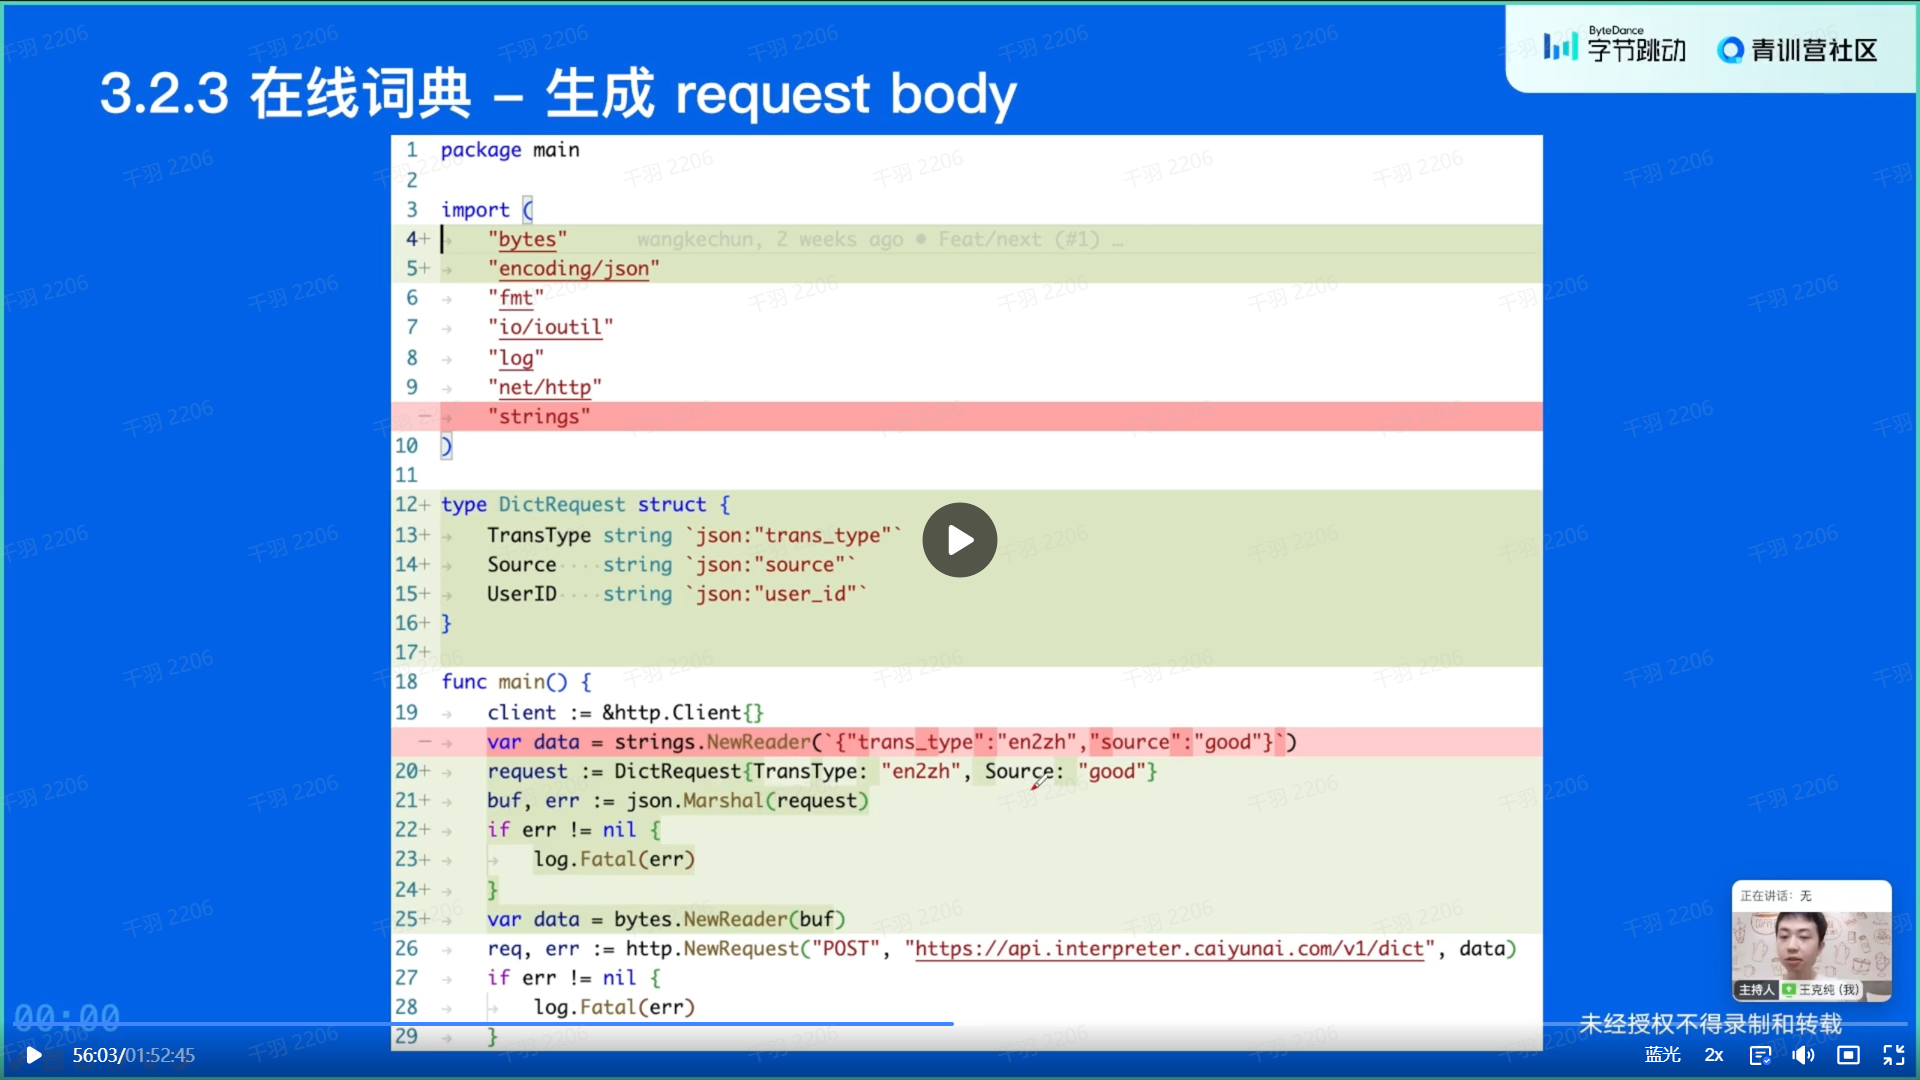 ByteDance
字节跳动
青训营社区
3.2.3 在线词典 – 生成 request body
1 package main
2
3 import (
4+ "bytes" wangkechun, 2 weeks ago • Feat/next (#1) …
5+ "encoding/json"
6 "fmt"
7 "io/ioutil"
8 "log"
9 "net/http"
— "strings"
10 )
11
12+ type DictRequest struct {
13+ TransType string `json:"trans_type"`
14+ Source string `json:"source"`
15+ UserID string `json:"user_id"`
16+ }
17+
18 func main() {
19 client := &http.Client{}
— var data = strings.NewReader(`{"trans_type":"en2zh","source":"good"}`)
20+ request := DictRequest{TransType: "en2zh", Source: "good"}
21+ buf, err := json.Marshal(request)
22+ if err != nil {
23+ log.Fatal(err)
24+ }
25+ var data = bytes.NewReader(buf)
26 req, err := http.NewRequest("POST", "https://api.interpreter.caiyunai.com/v1/dict", data)
27 if err != nil {
28 log.Fatal(err)
29 }
正在讲话: 无
主持人 王克纯 (我)
未经授权不得录制和转载
00:00
56:03/01:52:45
蓝光 2x
千羽 2206